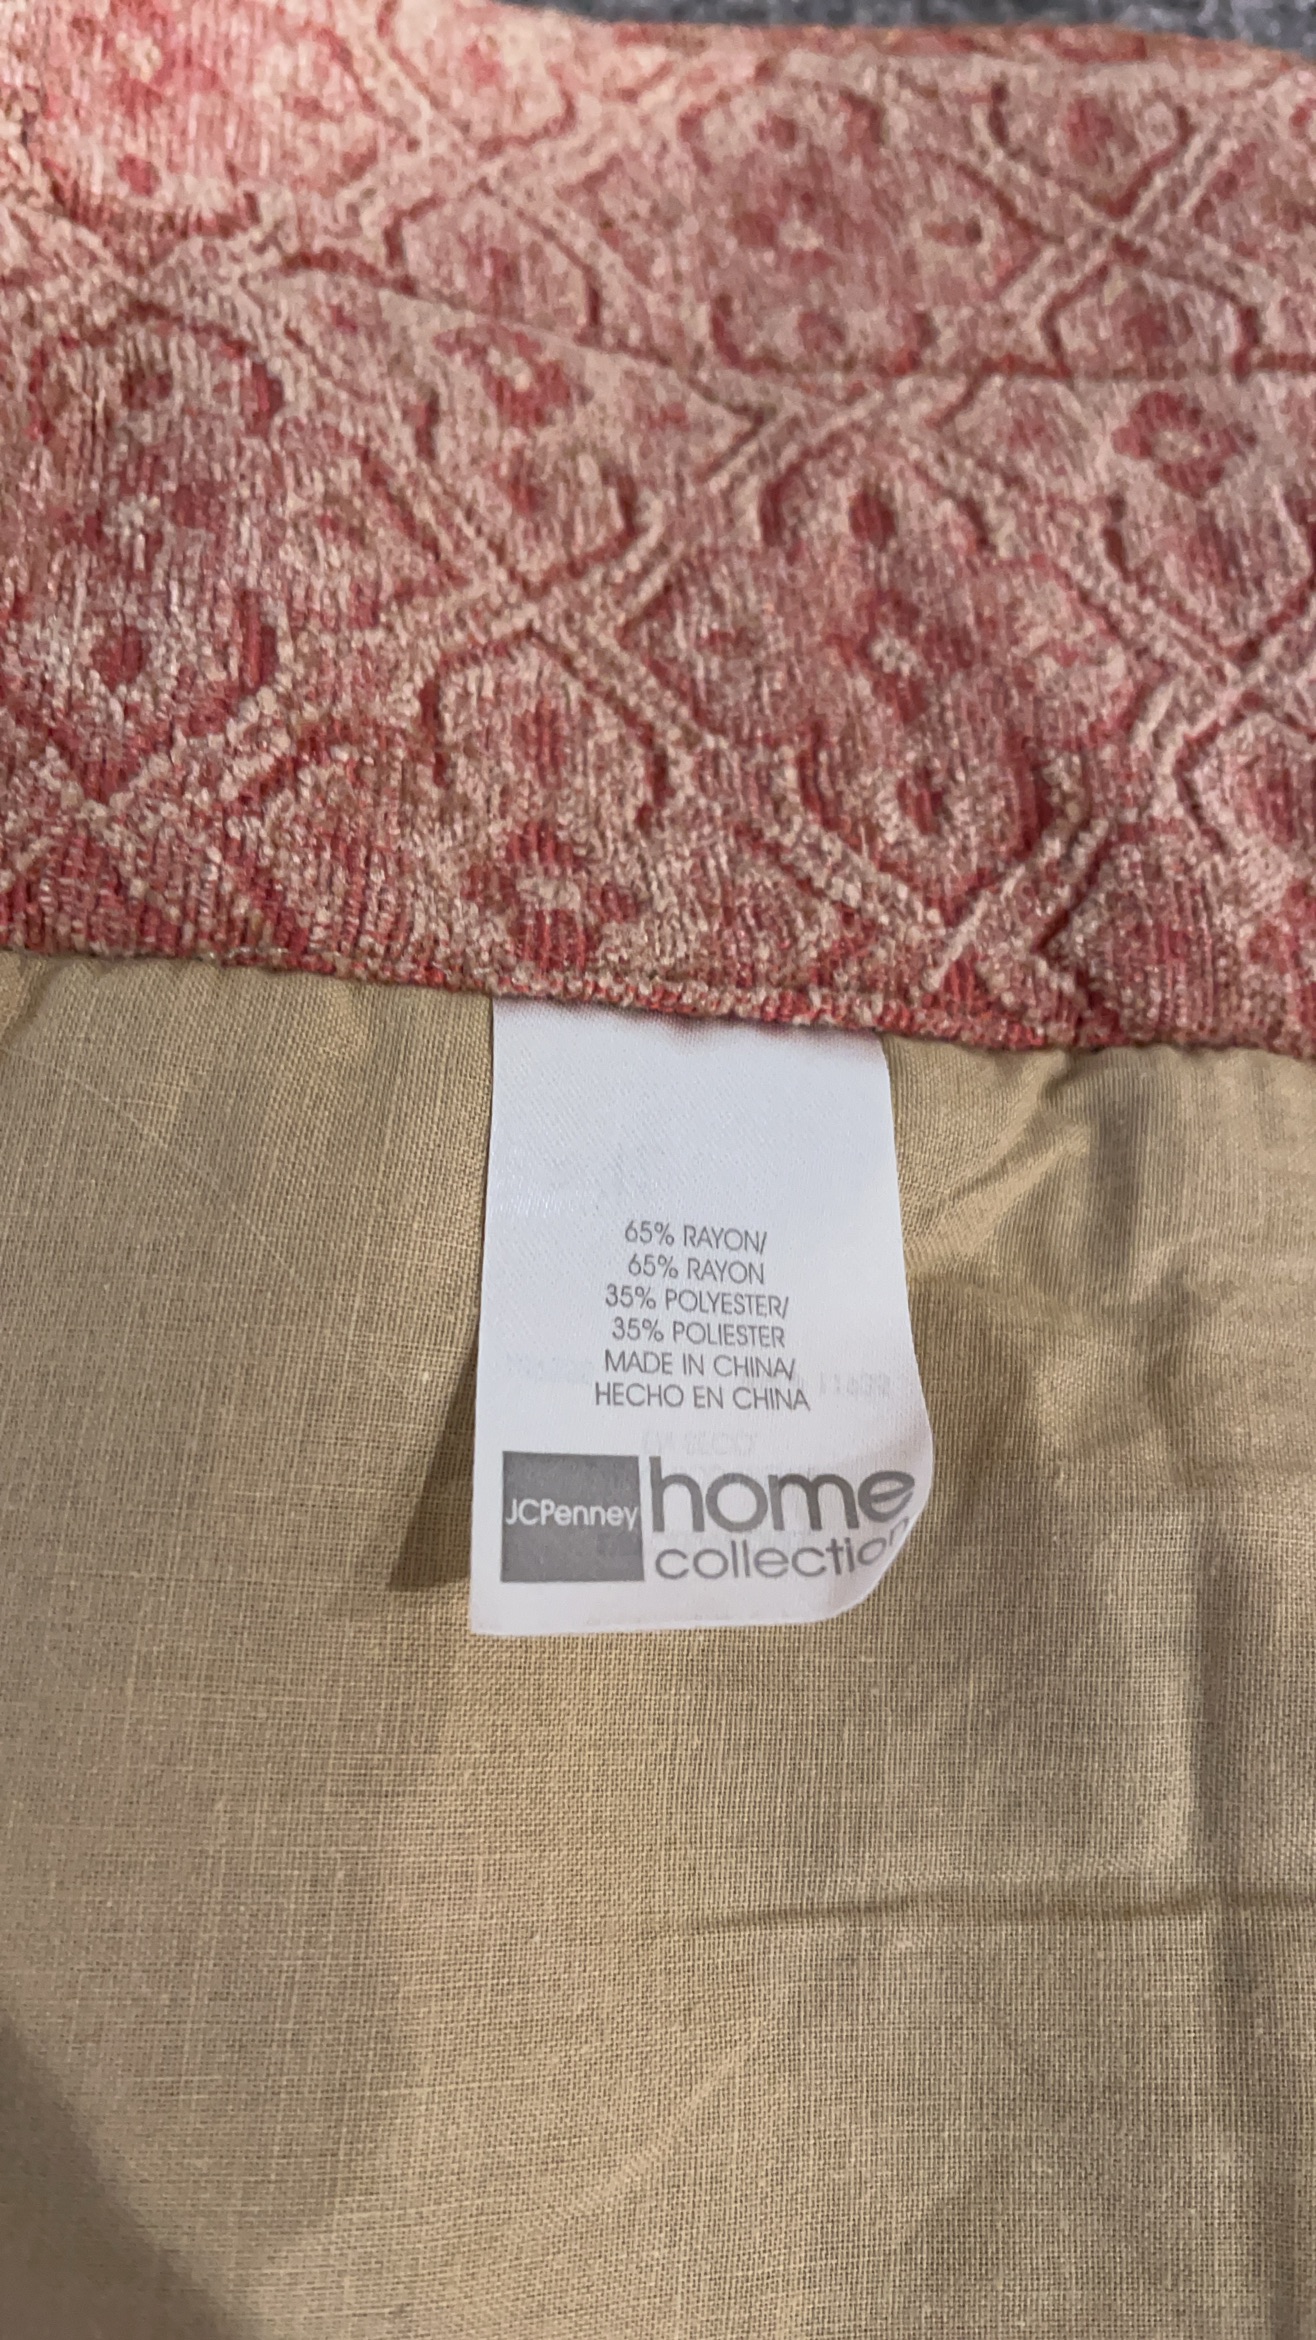 65% RAYON/
65% RAYON
35% POLYESTER/
35% POLIESTER
MADE IN CHINA/
HECHO EN CHINA
JCPenney home
collection